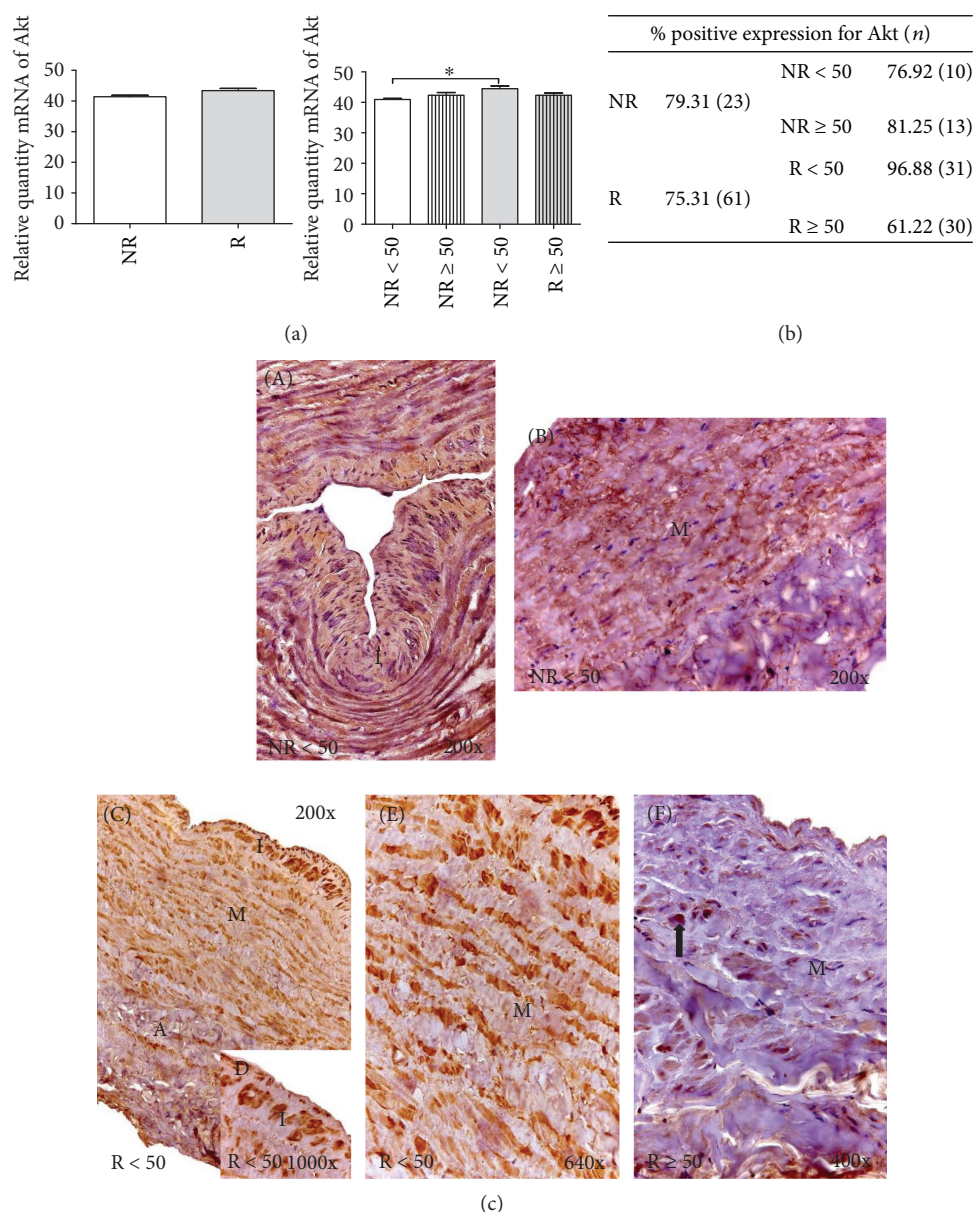 Relative quantity mRNA of Akt
50
40
30
20
10
0
NR
R
Relative quantity mRNA of Akt
50
40
30
20
10
0
*
NR < 50
NR ≥ 50
NR < 50
R ≥ 50
(a)
% positive expression for Akt (n)
NR 79.31 (23)
NR < 50 76.92 (10)
NR ≥ 50 81.25 (13)
R 75.31 (61)
R < 50 96.88 (31)
R ≥ 50 61.22 (30)
(b)
(A)
I
NR < 50 200x
(B)
M
NR < 50 200x
(C) 200x
I
M
A
R < 50
D
I
R < 50 1000x
(E)
M
R < 50 640x
(F)
M
R ≥ 50 400x
(c)